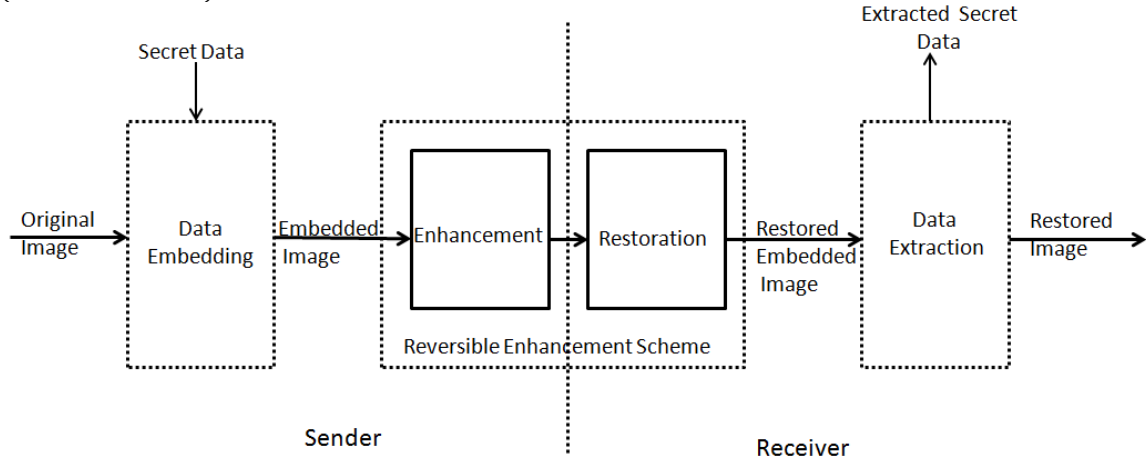 Secret Data
Extracted Secret
Data
Original
Image
Data
Embedding
Embedded
Image
Enhancement
Restoration
Restored
Embedded
Image
Data
Extraction
Restored
Image
Reversible Enhancement Scheme
Sender
Receiver